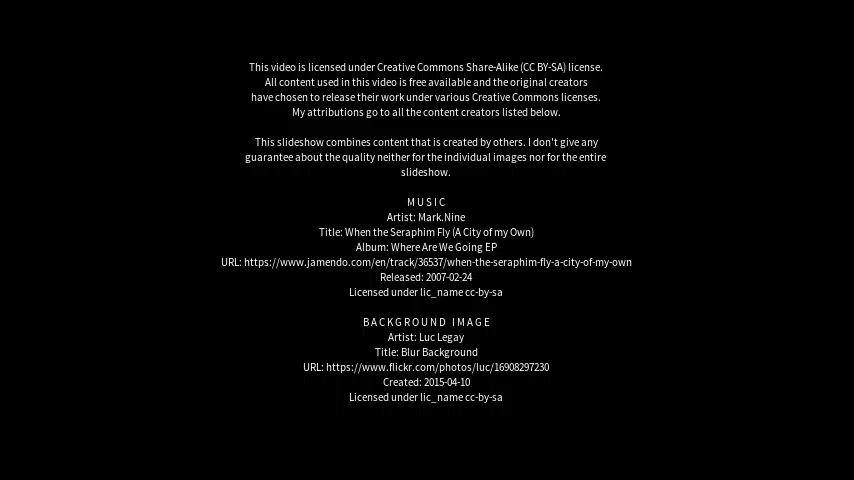 This video is licensed under Creative Commons Share-Alike (CC BY-SA) license.
All content used in this video is free available and the original creators
have chosen to release their work under various Creative Commons licenses.
My attributions go to all the content creators listed below.
This slideshow combines content that is created by others. I don't give any
guarantee about the quality neither for the individual images nor for the entire
slideshow.
MUSIC
Artist: Mark.Nine
Title: When the Seraphim Fly (A City of my Own)
Album: Where Are We Going EP
URL: https://www.jamendo.com/en/track/36537/when-the-seraphim-fly-a-city-of-my-own
Released: 2007-02-24
Licensed under lic_name cc-by-sa
BACKGROUND IMAGE
Artist: Luc Legay
Title: Blur Background
URL: https://www.flickr.com/photos/luc/16908297230
Created: 2015-04-10
Licensed under lic_name cc-by-sa